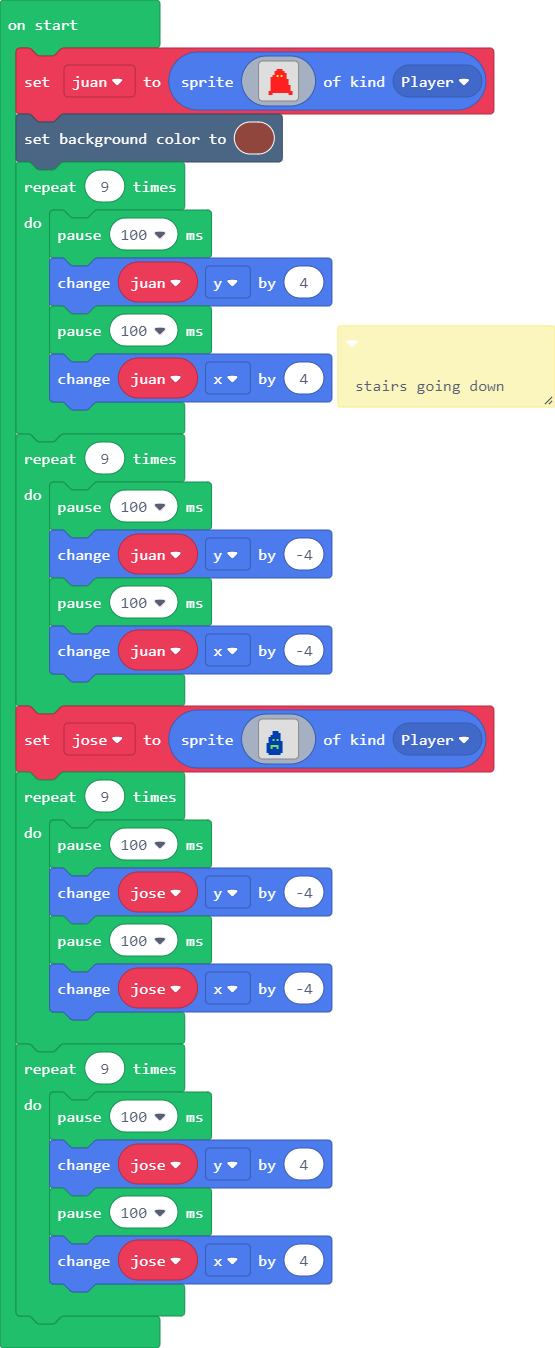 on start
set juan to sprite of kind Player
set background color to
repeat 9 times
do
pause 100 ms
change juan y by 4
pause 100 ms
change juan x by 4
stairs going down
repeat 9 times
do
pause 100 ms
change juan y by -4
pause 100 ms
change juan x by -4
set jose to sprite of kind Player
repeat 9 times
do
pause 100 ms
change jose y by -4
pause 100 ms
change jose x by -4
repeat 9 times
do
pause 100 ms
change jose y by 4
pause 100 ms
change jose x by 4